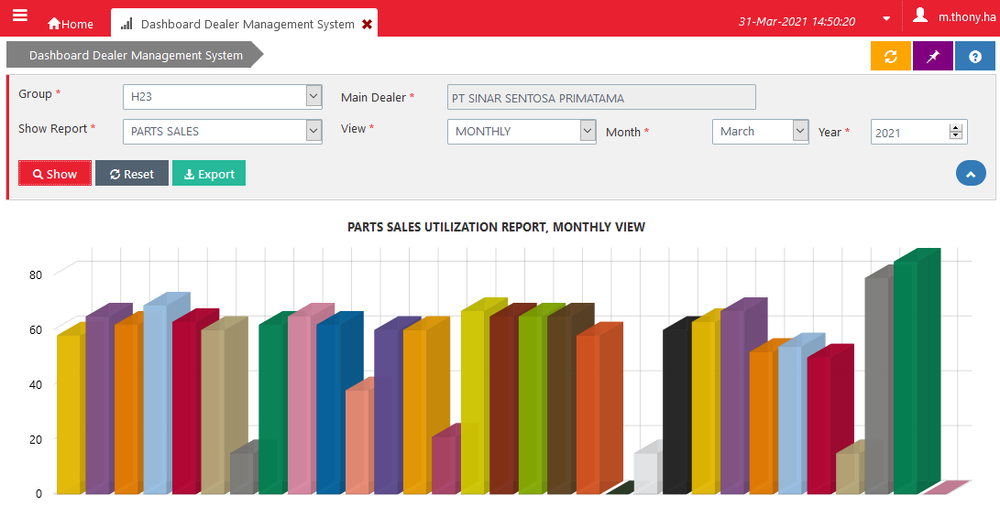 Home
Dashboard Dealer Management System
31-Mar-2021 14:50:20
m.thony.ha
Dashboard Dealer Management System
Group * H23 Main Dealer * PT SINAR SENTOSA PRIMATAMA
Show Report * PARTS SALES View * MONTHLY Month * March Year * 2021
Show Reset Export
PARTS SALES UTILIZATION REPORT, MONTHLY VIEW
80
60
40
20
0